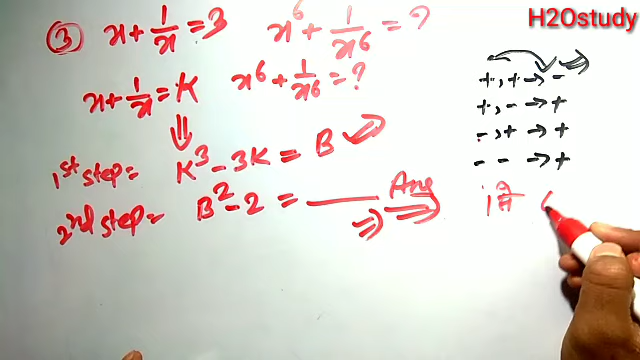 H2Ostudy
③ x + 1/x = 3 x⁶ + 1/x⁶ = ?
x + 1/x = K x⁶ + 1/x⁶ = ?
1st step = K³ - 3K = B
2nd step = B² - 2 = ____ Ans
+, + → -
+, - → +
-, + → +
- - → +